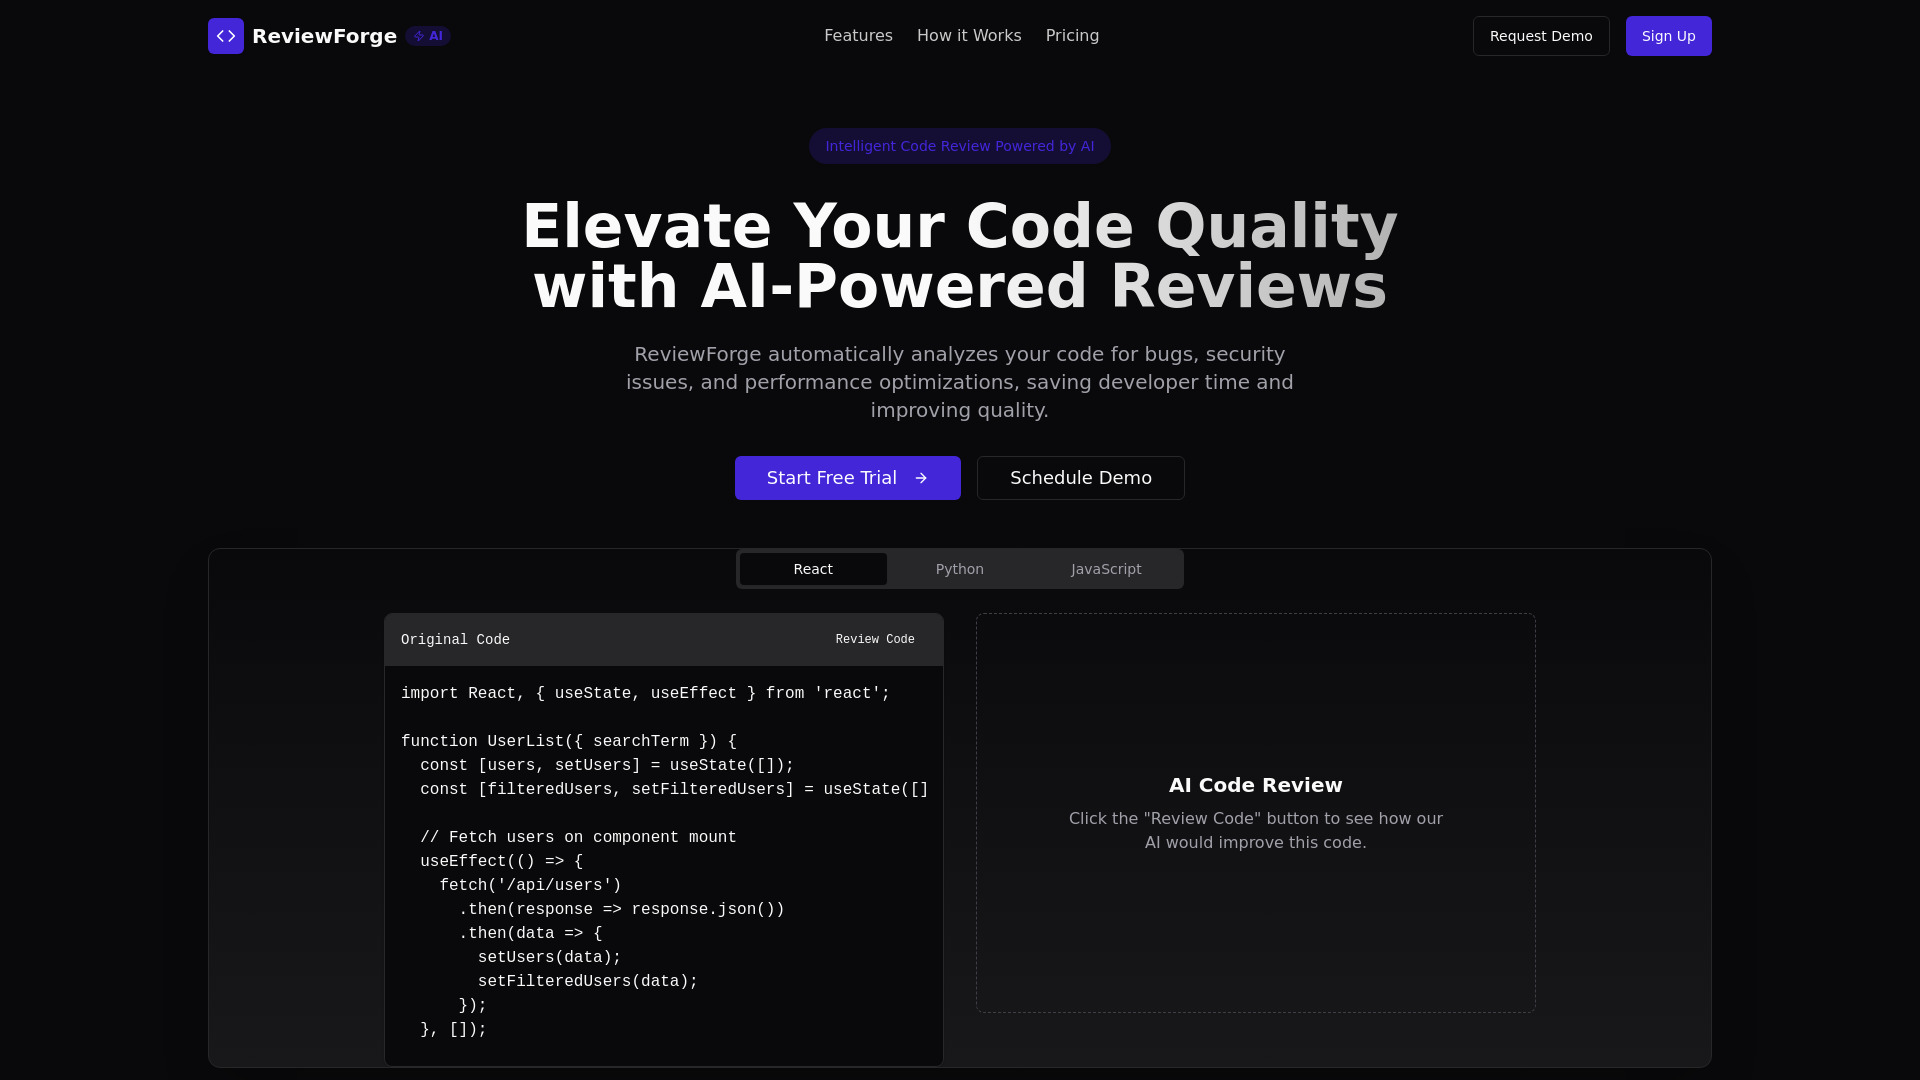 ReviewForge AI
Features How it Works Pricing
Request Demo Sign Up
Intelligent Code Review Powered by AI
Elevate Your Code Quality
with AI-Powered Reviews
ReviewForge automatically analyzes your code for bugs, security
issues, and performance optimizations, saving developer time and
improving quality.
Start Free Trial
Schedule Demo
React Python JavaScript
Original Code Review Code
import React, { useState, useEffect } from 'react';
function UserList({ searchTerm }) {
  const [users, setUsers] = useState([]);
  const [filteredUsers, setFilteredUsers] = useState([]
  // Fetch users on component mount
  useEffect(() => {
    fetch('/api/users')
      .then(response => response.json())
      .then(data => {
        setUsers(data);
        setFilteredUsers(data);
      });
  }, []);
AI Code Review
Click the "Review Code" button to see how our
AI would improve this code.